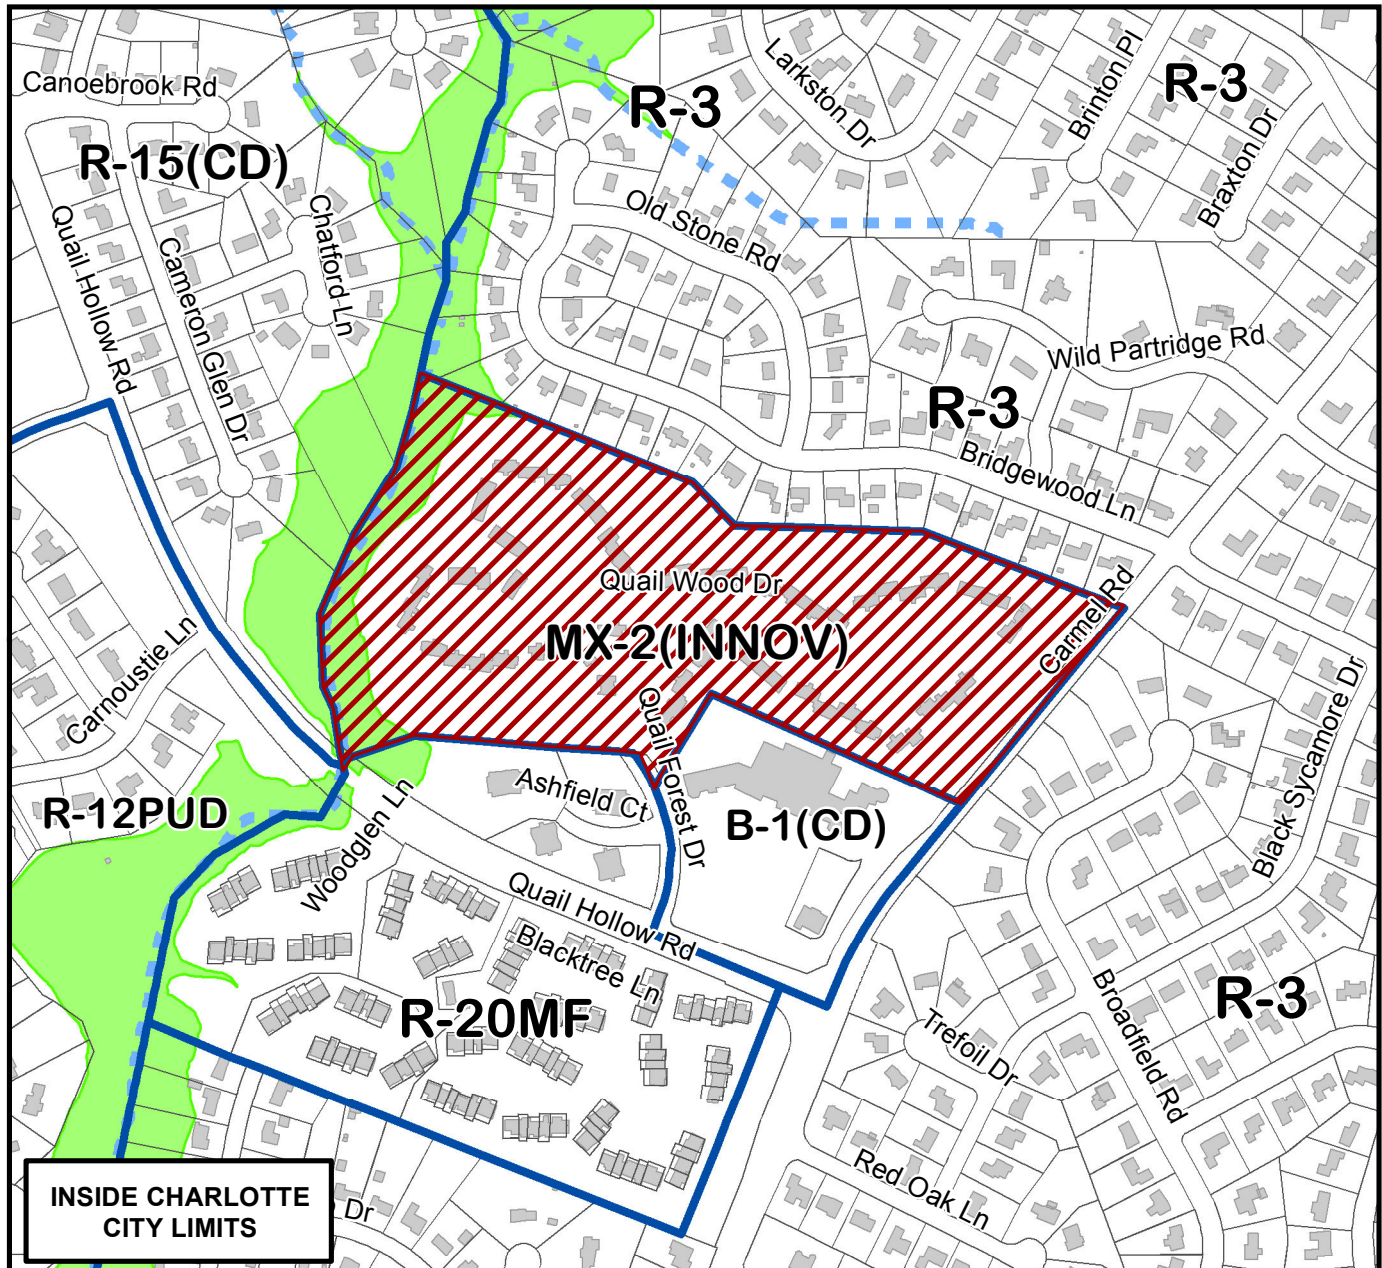 Canoebrook Rd
R-15(CD)
Quail Hollow Rd
Cameron Glen Dr
Chatford Ln
R-3
Larkston Dr
Brinton Pl
R-3
Braxton Dr
Old Stone Rd
Wild Partridge Rd
R-3
Bridgewood Ln
Quail Wood Dr
MX-2(INNOV)
Carmel Rd
Carnoustie Ln
Quail Forest Dr
Black Sycamore Dr
Ashfield Ct
R-12PUD
B-1(CD)
Woodglen Ln
Quail Hollow Rd
Blacktree Ln
R-20MF
Broadfield Rd
R-3
Trefoil Dr
Red Oak Ln
INSIDE CHARLOTTE
CITY LIMITS
Dr